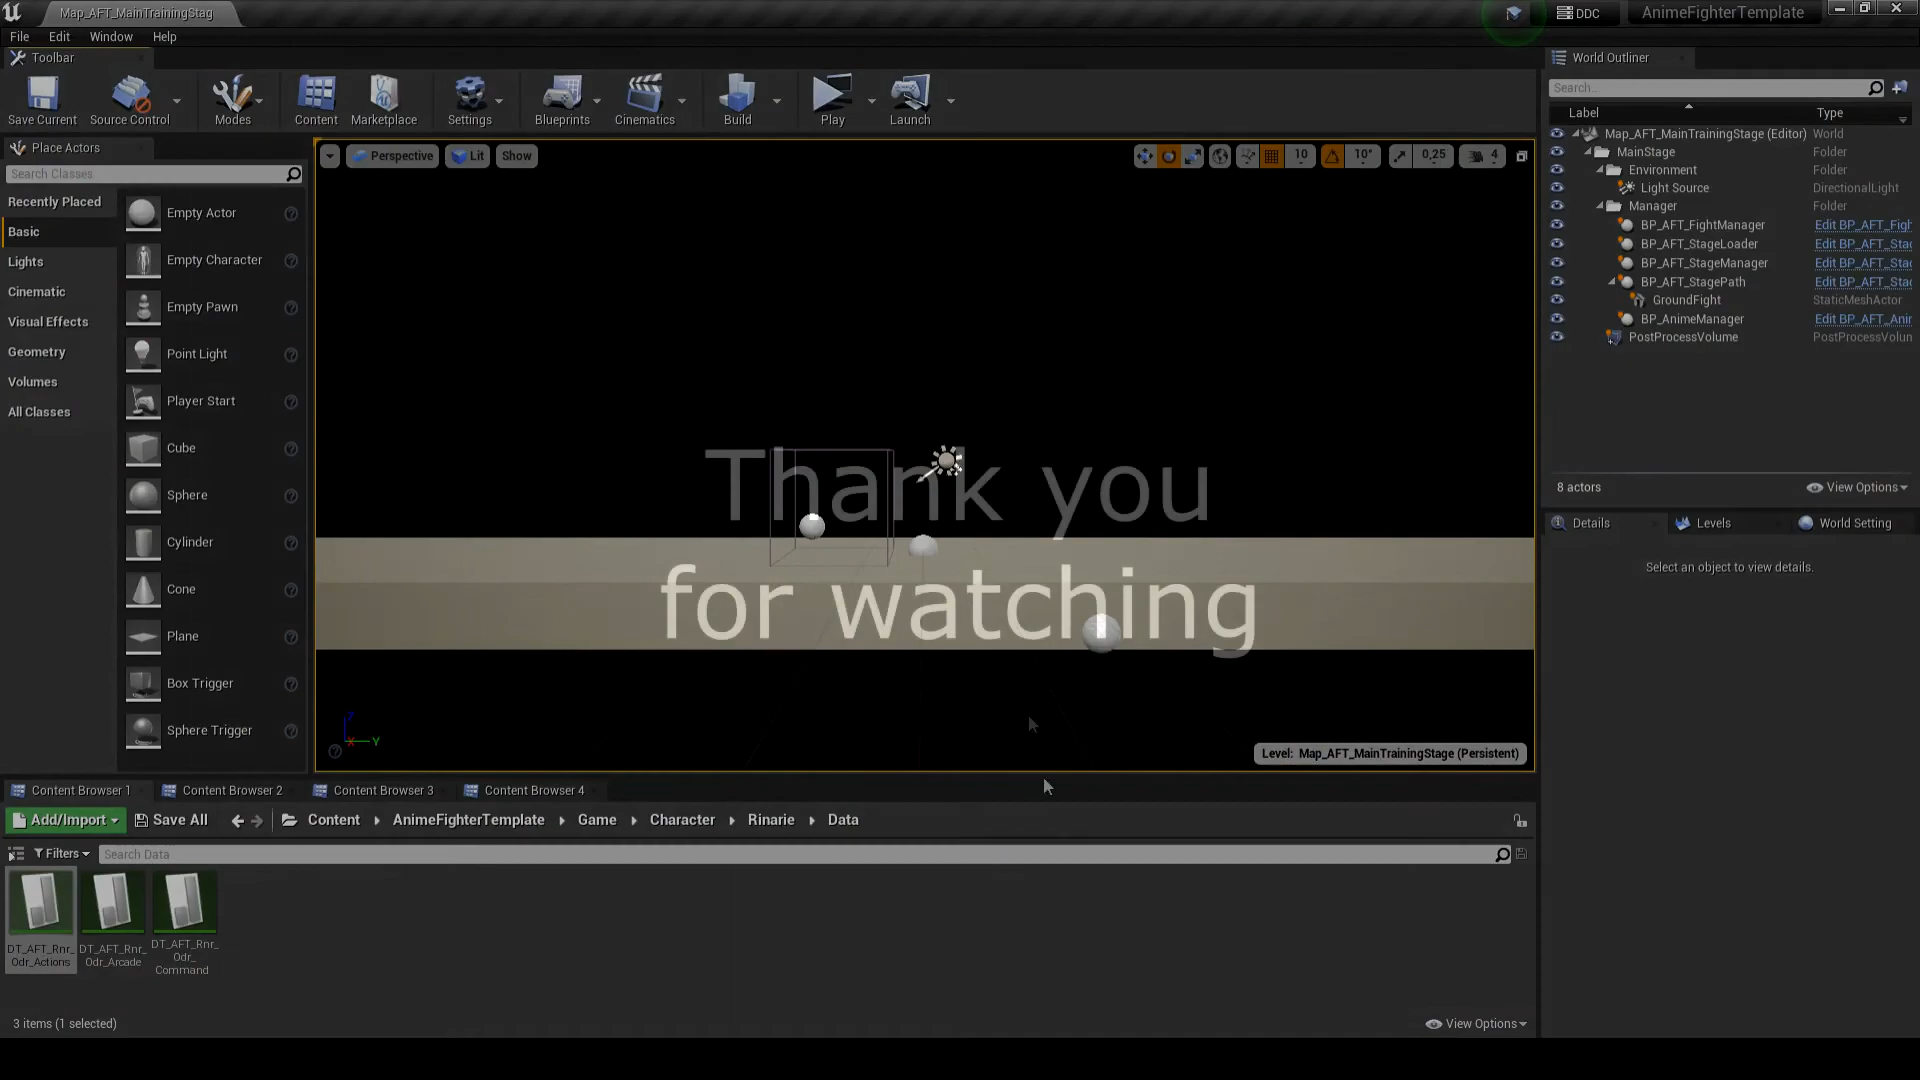 Map_AFT_MainTrainingStag
DDC
AnimeFighterTemplate
File Edit Window Help
Toolbar
Save Current
Source Control
Modes
Content
Marketplace
Settings
Blueprints
Cinematics
Build
Play
Launch
Place Actors
Search Classes
Recently Placed
Basic
Lights
Cinematic
Visual Effects
Geometry
Volumes
All Classes
Empty Actor
Empty Character
Empty Pawn
Point Light
Player Start
Cube
Sphere
Cylinder
Cone
Plane
Box Trigger
Sphere Trigger
Perspective
Lit
Show
10
10°
0,25
4
Thank you
for watching
Z
X
Y
Level: Map_AFT_MainTrainingStage (Persistent)
World Outliner
Search...
Label Type
Map_AFT_MainTrainingStage (Editor) World
MainStage Folder
Environment Folder
Light Source DirectionalLight
Manager Folder
BP_AFT_FightManager Edit BP_AFT_Figh
BP_AFT_StageLoader Edit BP_AFT_Stag
BP_AFT_StageManager Edit BP_AFT_Stag
BP_AFT_StagePath Edit BP_AFT_Stag
GroundFight StaticMeshActor
BP_AnimeManager Edit BP_AFT_Anim
PostProcessVolume PostProcessVolum
8 actors
View Options
Details
Levels
World Setting
Select an object to view details.
Content Browser 1
Content Browser 2
Content Browser 3
Content Browser 4
Add/Import
Save All
Content
AnimeFighterTemplate
Game
Character
Rinarie
Data
Filters
Search Data
DT_AFT_Rnr_
Odr_Actions
DT_AFT_Rnr_
Odr_Arcade
DT_AFT_Rnr_
Odr_
Command
3 items (1 selected)
View Options